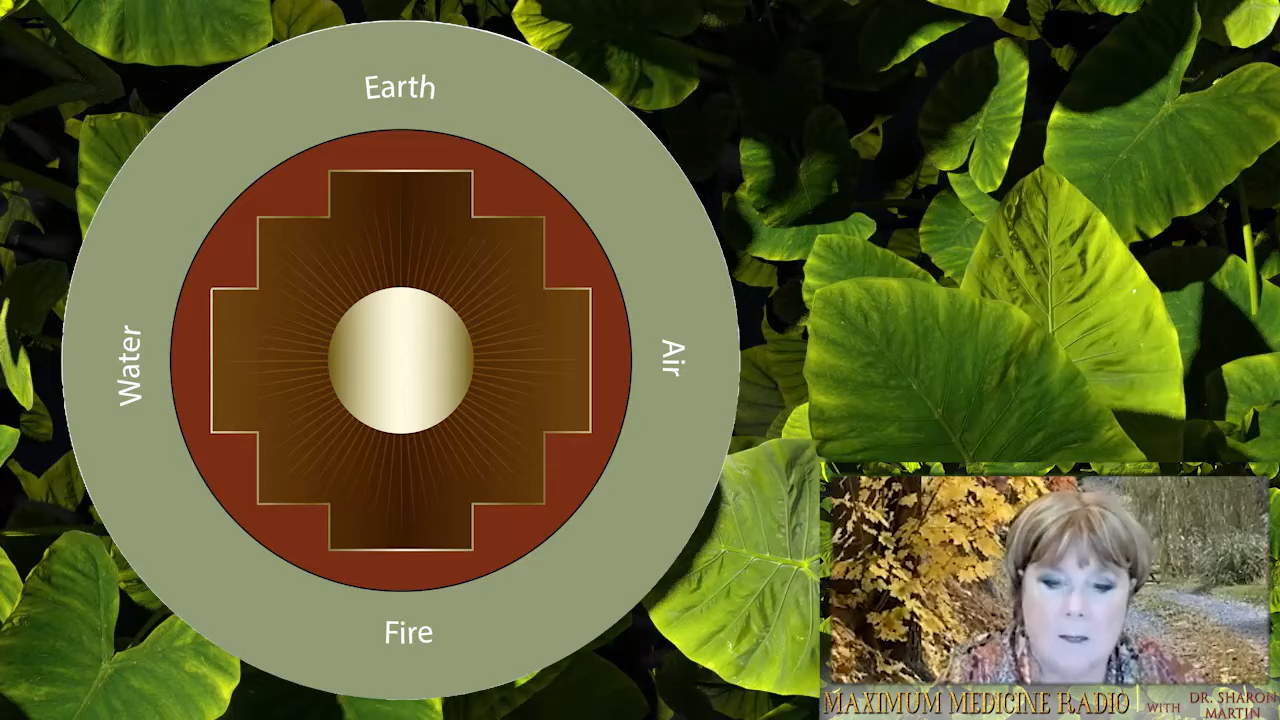 Earth
Water
Air
Fire
MAXIMUM MEDICINE RADIO WITH DR. SHARON
MARTIN